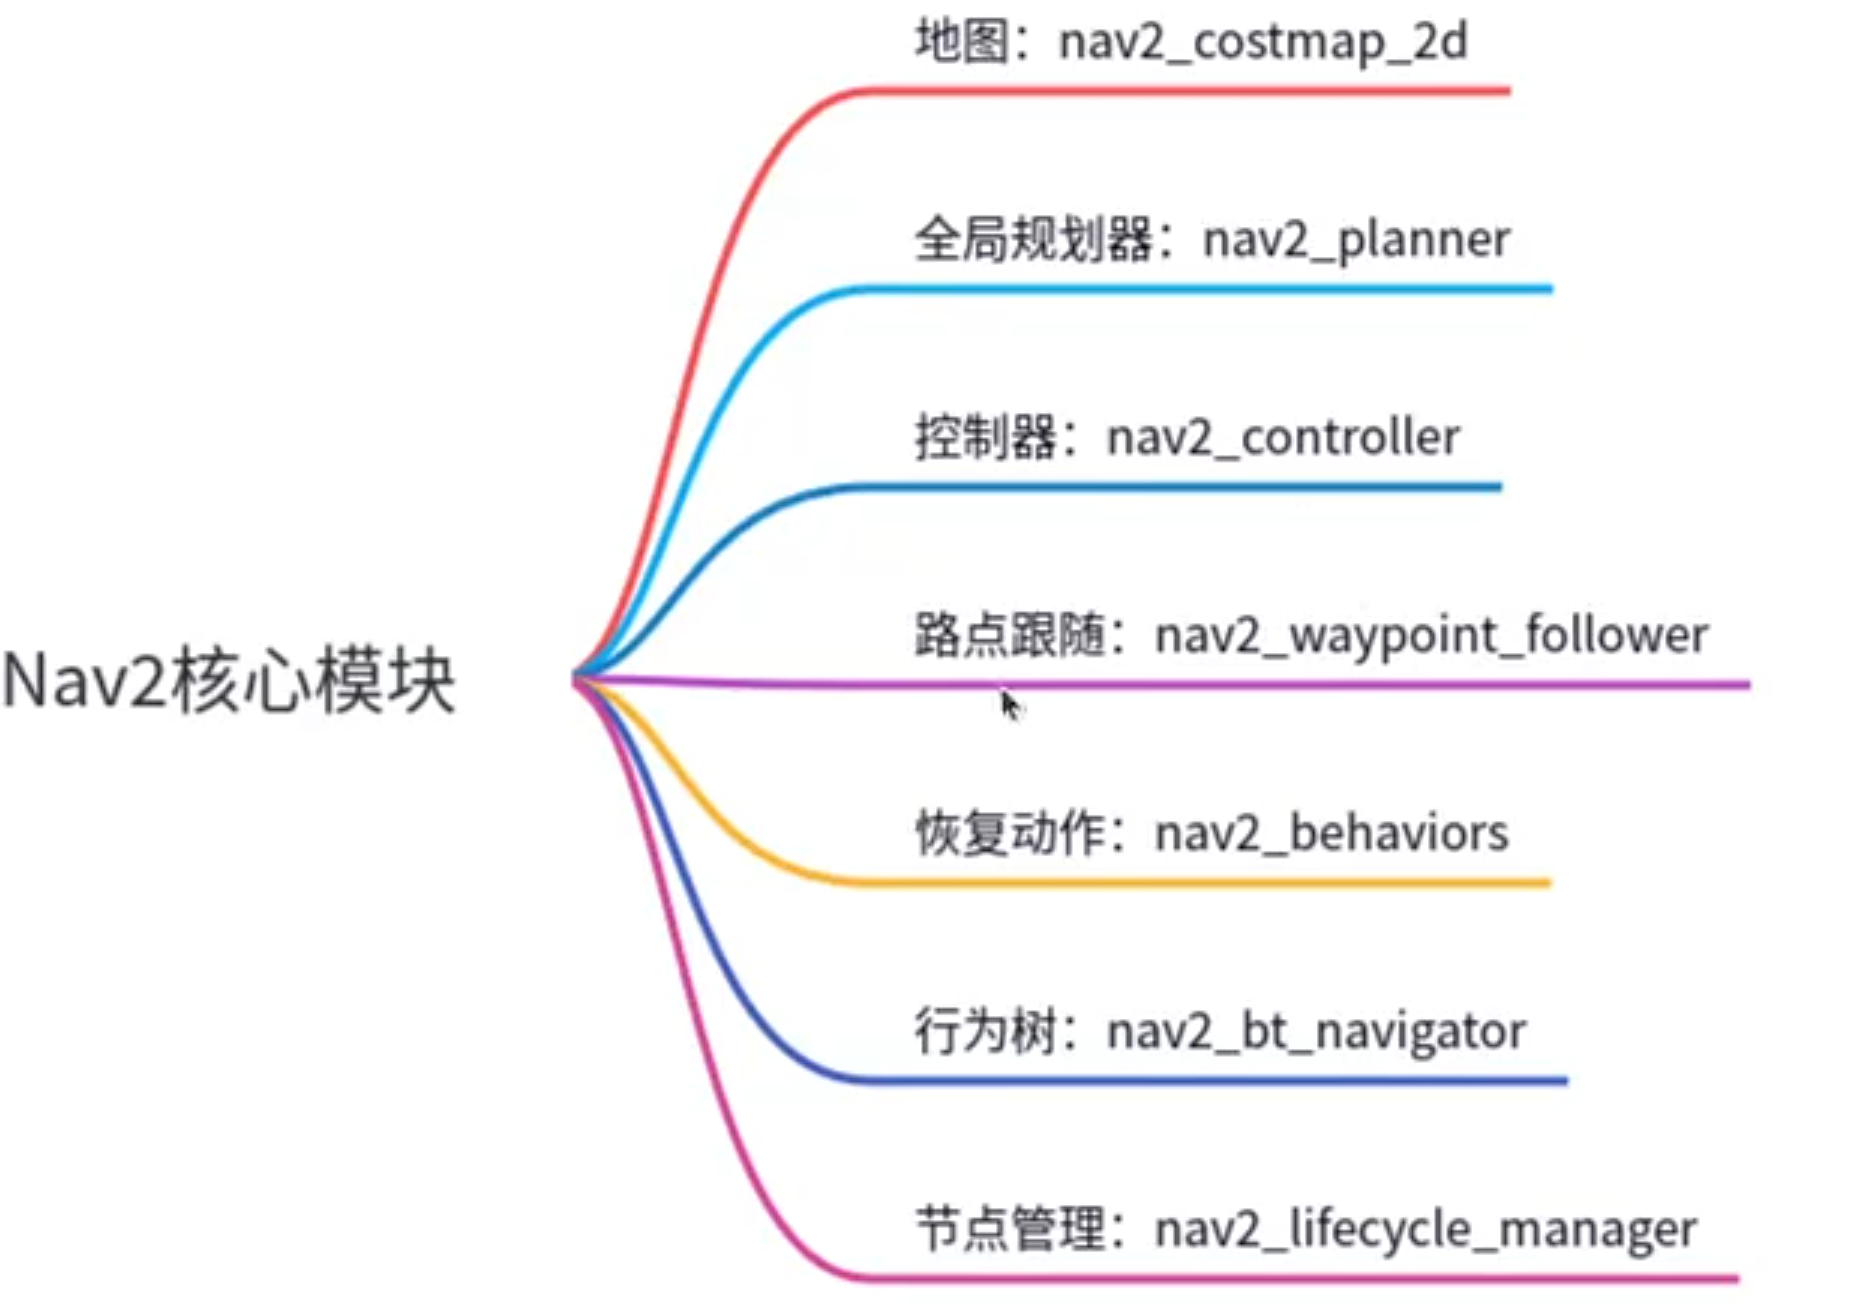 地图：nav2_costmap_2d
全局规划器：nav2_planner
控制器：nav2_controller
路点跟随：nav2_waypoint_follower
Nav2核心模块
恢复动作：nav2_behaviors
行为树：nav2_bt_navigator
节点管理：nav2_lifecycle_manager